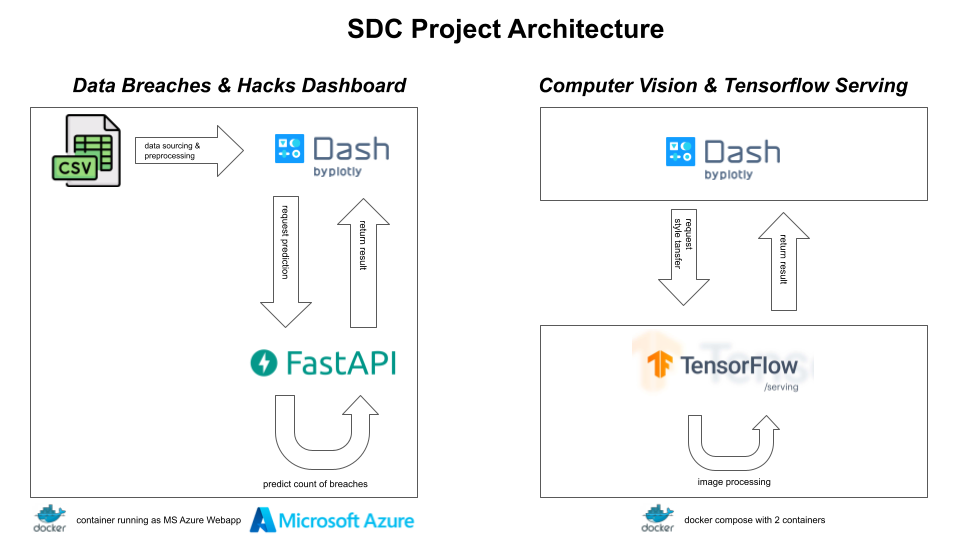 SDC Project Architecture
Data Breaches & Hacks Dashboard
Computer Vision & Tensorflow Serving
CSV
data sourcing &
preprocessing
Dash
by plotly
request prediction
return result
FastAPI
predict count of breaches
docker
container running as MS Azure Webapp
Microsoft Azure
Dash
by plotly
request
style tansfer
return result
TensorFlow
/serving
image processing
docker
docker compose with 2 containers